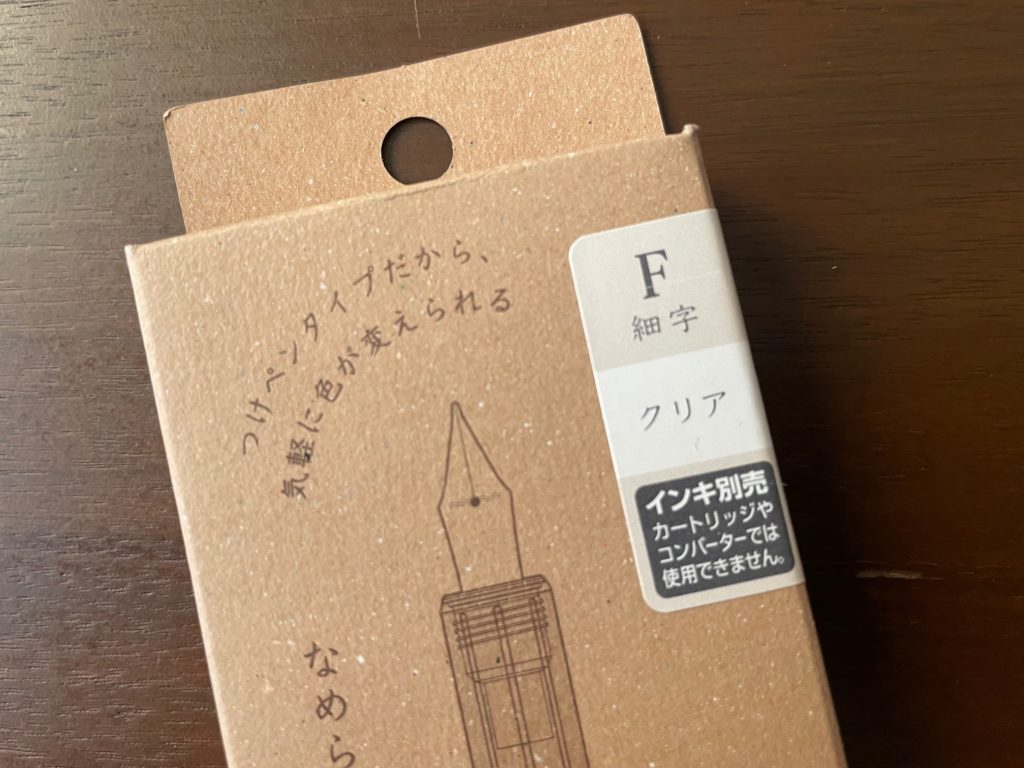 つけペンタイプだから、
気軽に色が変えられる
なめら
F
細字
クリア
インキ別売
カートリッジや
コンバーターでは
使用できません。